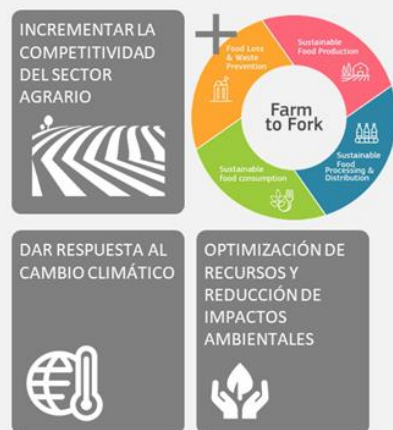 INCREMENTAR LA
COMPETITIVIDAD
DEL SECTOR
AGRARIO
Food Loss
& Waste
Prevention
Sustainable
Food Production
Farm
to Fork
Sustainable
food consumption
Sustainable
Food
Processing &
Distribution
DAR RESPUESTA AL
CAMBIO CLIMÁTICO
OPTIMIZACIÓN DE
RECURSOS Y
REDUCCIÓN DE
IMPACTOS
AMBIENTALES